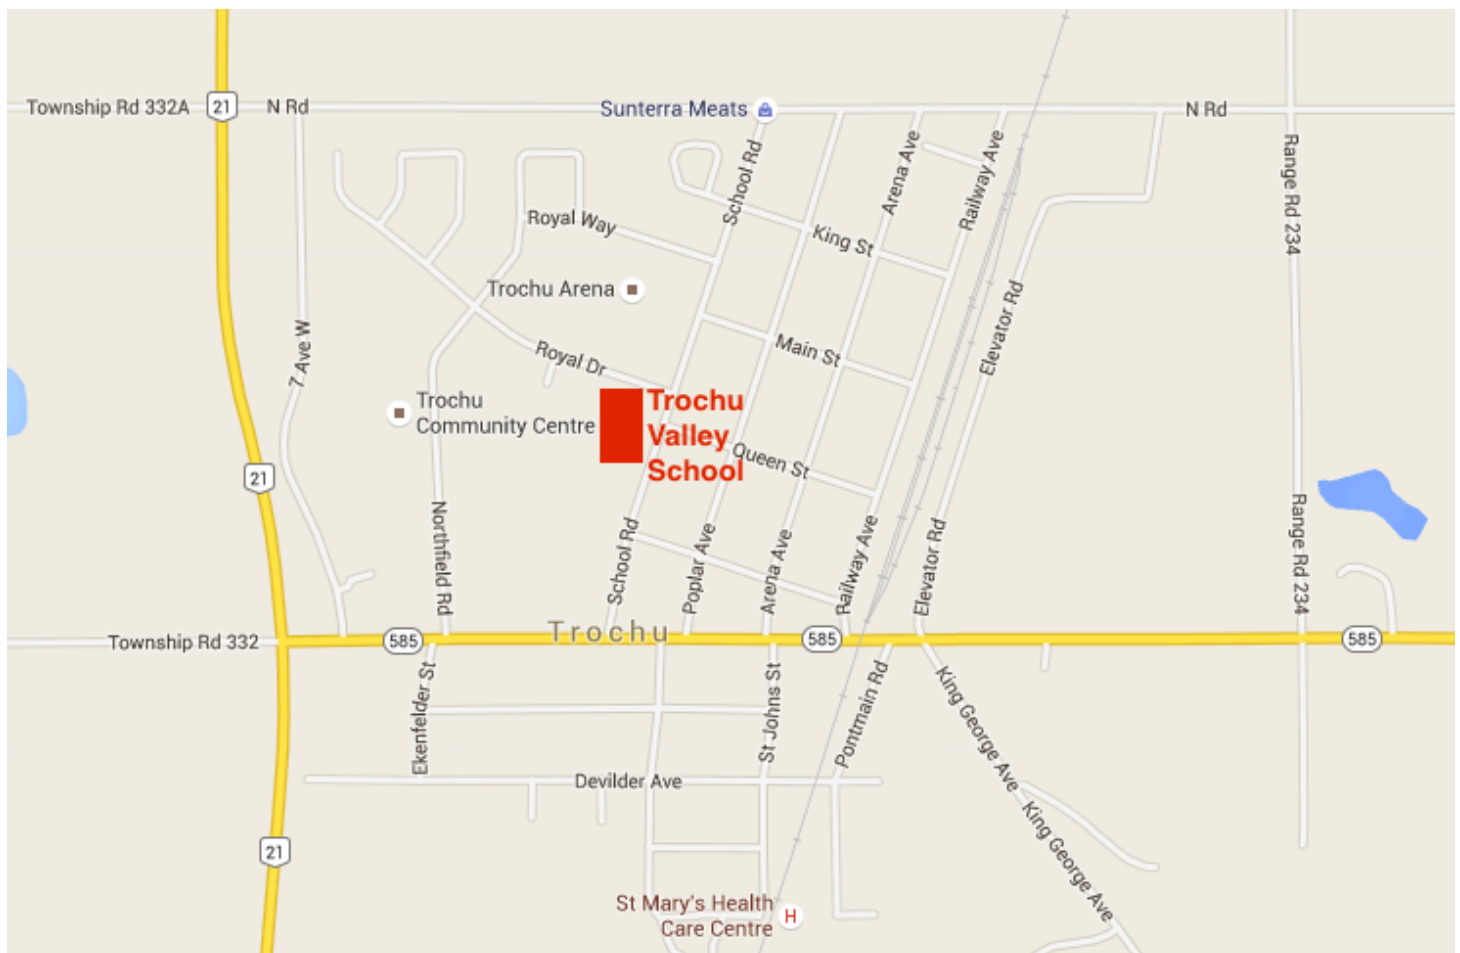 Township Rd 332A
21
N Rd
Sunterra Meats
N Rd
School Rd
Arena Ave
Railway Ave
Range Rd 234
Royal Way
King St
Trochu Arena
Elevator Rd
7 Ave W
Royal Dr
Main St
Trochu
Community Centre
Trochu
Valley
School
Queen St
21
Northfield Rd
School Rd
Poplar Ave
Arena Ave
Railway Ave
Elevator Rd
Range Rd 234
Township Rd 332
585
Trochu
585
585
Ekenfelder St
St Johns St
Pontmain Rd
King George Ave
Devilder Ave
King George Ave
21
St Mary's Health
Care Centre
H